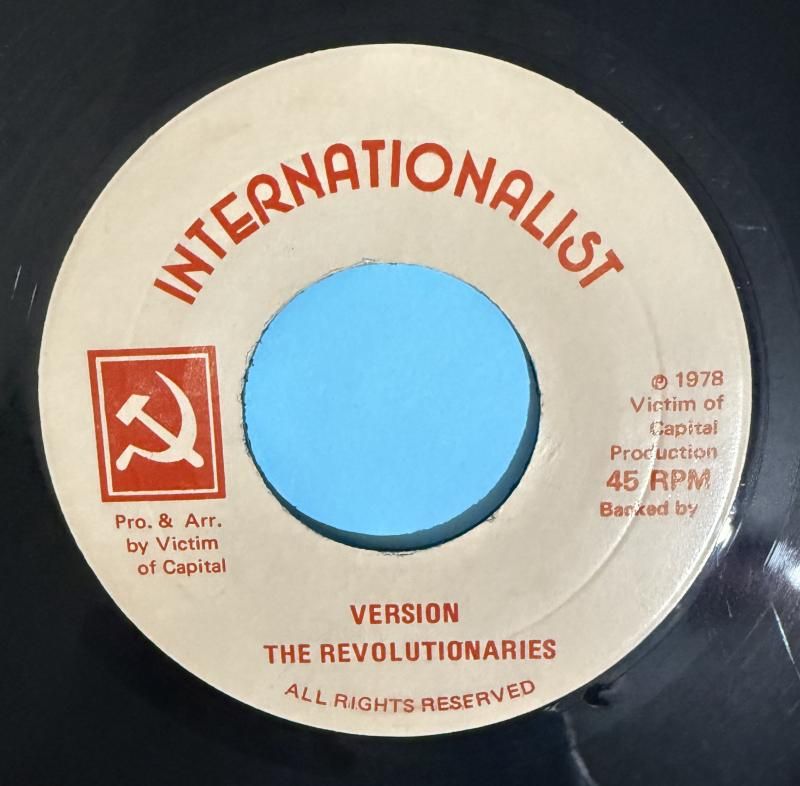 INTERNATIONALIST
℗ 1978
Victim of
Capital
Production
45 RPM
Backed by
Pro. & Arr.
by Victim
of Capital
VERSION
THE REVOLUTIONARIES
ALL RIGHTS RESERVED